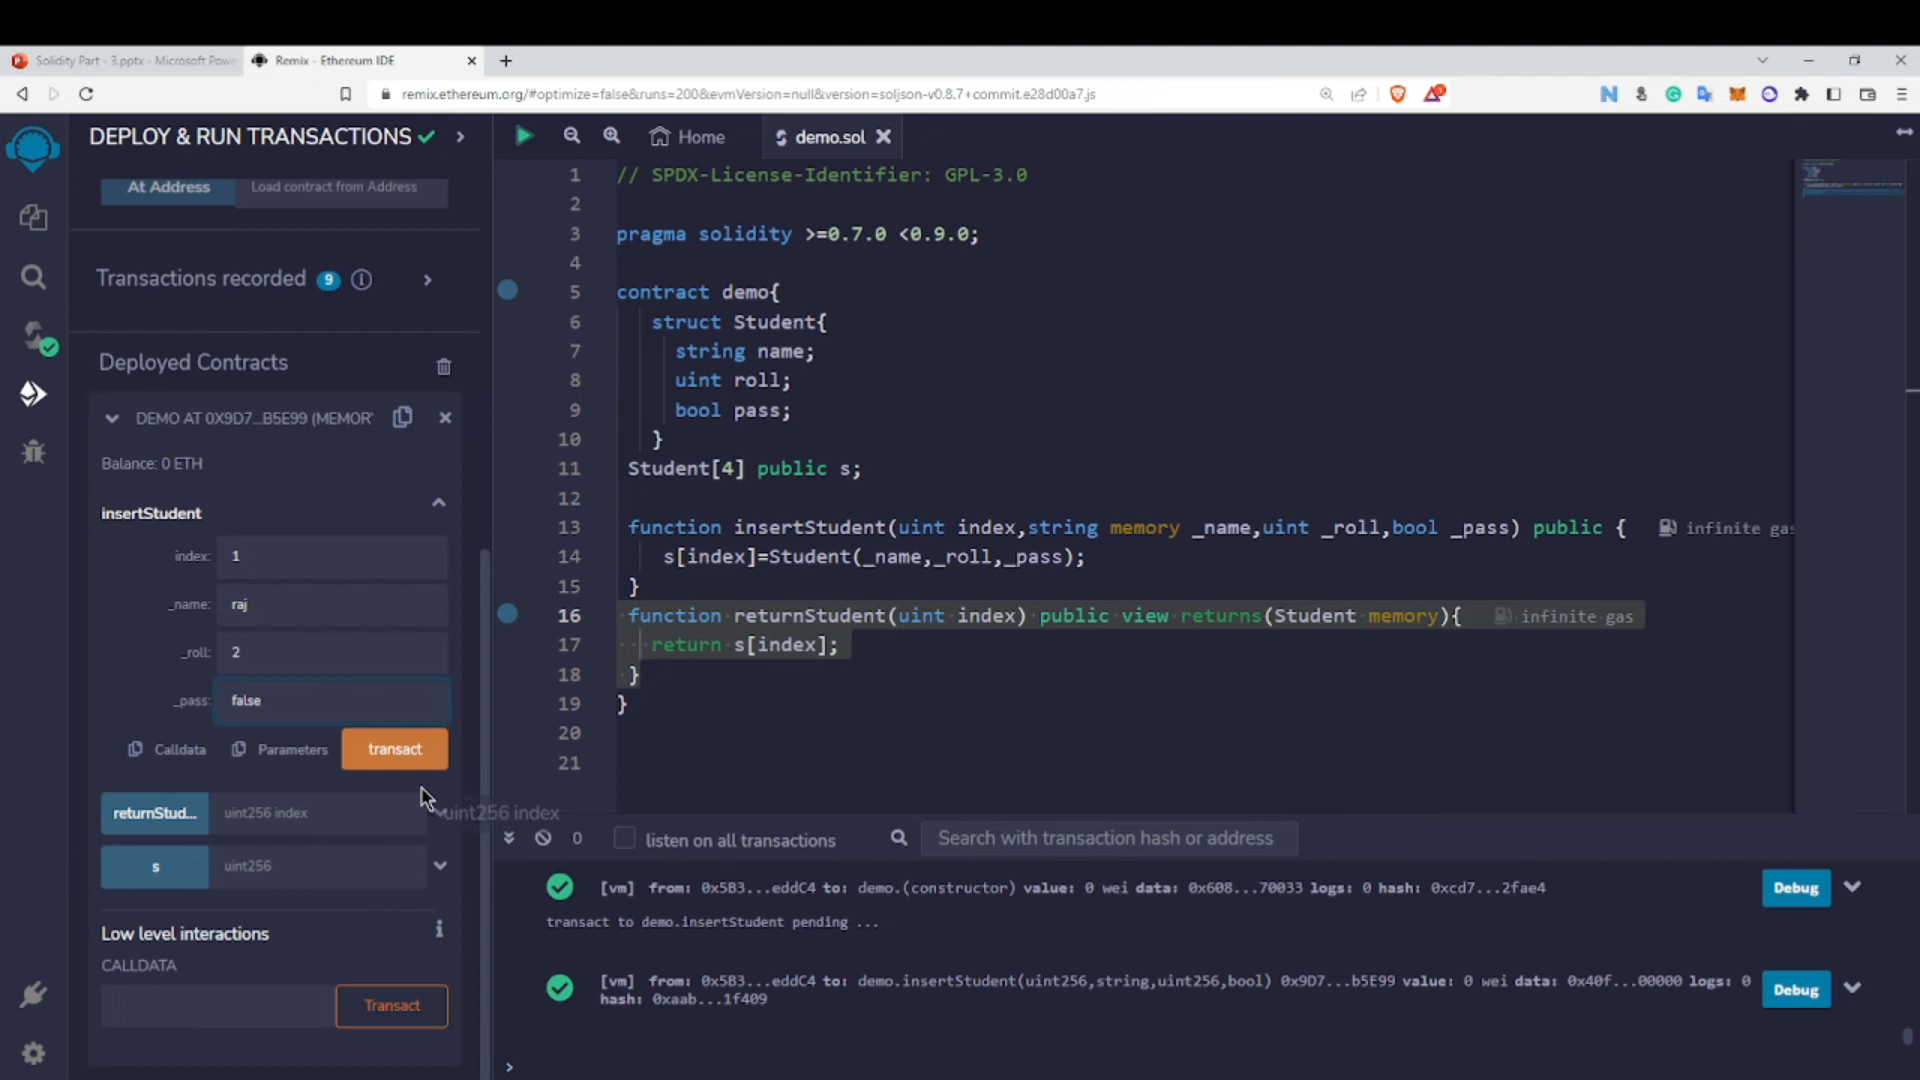 Solidity Part - 3.pptx - Microsoft Powe
Remix - Ethereum IDE
remix.ethereum.org/#optimize=false&runs=200&evmVersion=null&version=soljson-v0.8.7+commit.e28d00a7.js
DEPLOY & RUN TRANSACTIONS
Home
demo.sol
At Address
Load contract from Address
Transactions recorded 9
Deployed Contracts
DEMO AT 0X9D7...B5E99 (MEMOR
Balance: 0 ETH
insertStudent
index: 1
_name: raj
_roll: 2
_pass: false
Calldata
Parameters
transact
returnStud...
uint256 index
uint256 index
s
uint256
Low level interactions
CALLDATA
Transact
1 // SPDX-License-Identifier: GPL-3.0
2
3 pragma solidity >=0.7.0 <0.9.0;
4
5 contract demo{
6 struct Student{
7 string name;
8 uint roll;
9 bool pass;
10 }
11 Student[4] public s;
12
13 function insertStudent(uint index,string memory _name,uint _roll,bool _pass) public { infinite gas
14 s[index]=Student(_name,_roll,_pass);
15 }
16 function returnStudent(uint index) public view returns(Student memory){ infinite gas
17 return s[index];
18 }
19 }
20
21
0
listen on all transactions
Search with transaction hash or address
[vm] from: 0x5B3...eddC4 to: demo.(constructor) value: 0 wei data: 0x608...70033 logs: 0 hash: 0xcd7...2fae4
Debug
transact to demo.insertStudent pending ...
[vm] from: 0x5B3...eddC4 to: demo.insertStudent(uint256,string,uint256,bool) 0x9D7...b5E99 value: 0 wei data: 0x40f...00000 logs: 0
hash: 0xaab...1f409
Debug
>